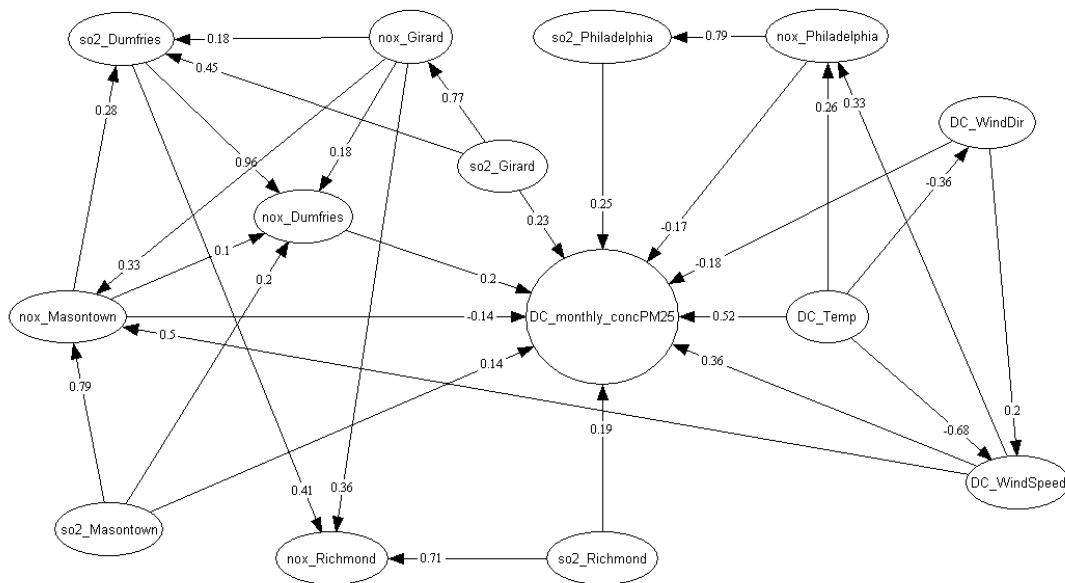 so2_Dumfries
0.18
nox_Girard
so2_Philadelphia
0.79
nox_Philadelphia
0.45
0.77
0.28
0.26
0.33
DC_WindDir
0.96
0.18
so2_Girard
-0.36
nox_Dumfries
0.23
0.25
-0.17
0.1
0.33
0.2
0.2
-0.18
nox_Masontown
0.5
-0.14
DC_monthly_concPM25
0.52
DC_Temp
0.79
0.14
0.36
0.2
0.19
-0.68
DC_WindSpeed
0.41
0.36
so2_Masontown
nox_Richmond
0.71
so2_Richmond